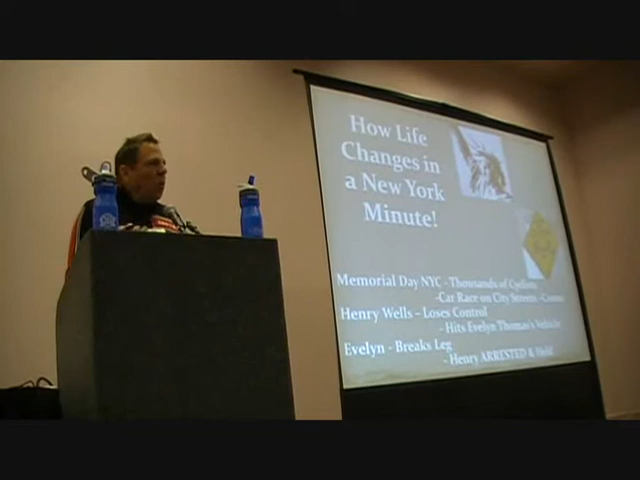 How Life
Changes in
a New York
Minute!
Memorial Day NYC - Thousands of Cyclists
-Car Race on City Streets -
Henry Wells - Loses Control
- Hits Evelyn Thomas's Vehicle
Evelyn - Breaks Leg
- Henry ARRESTED & Held